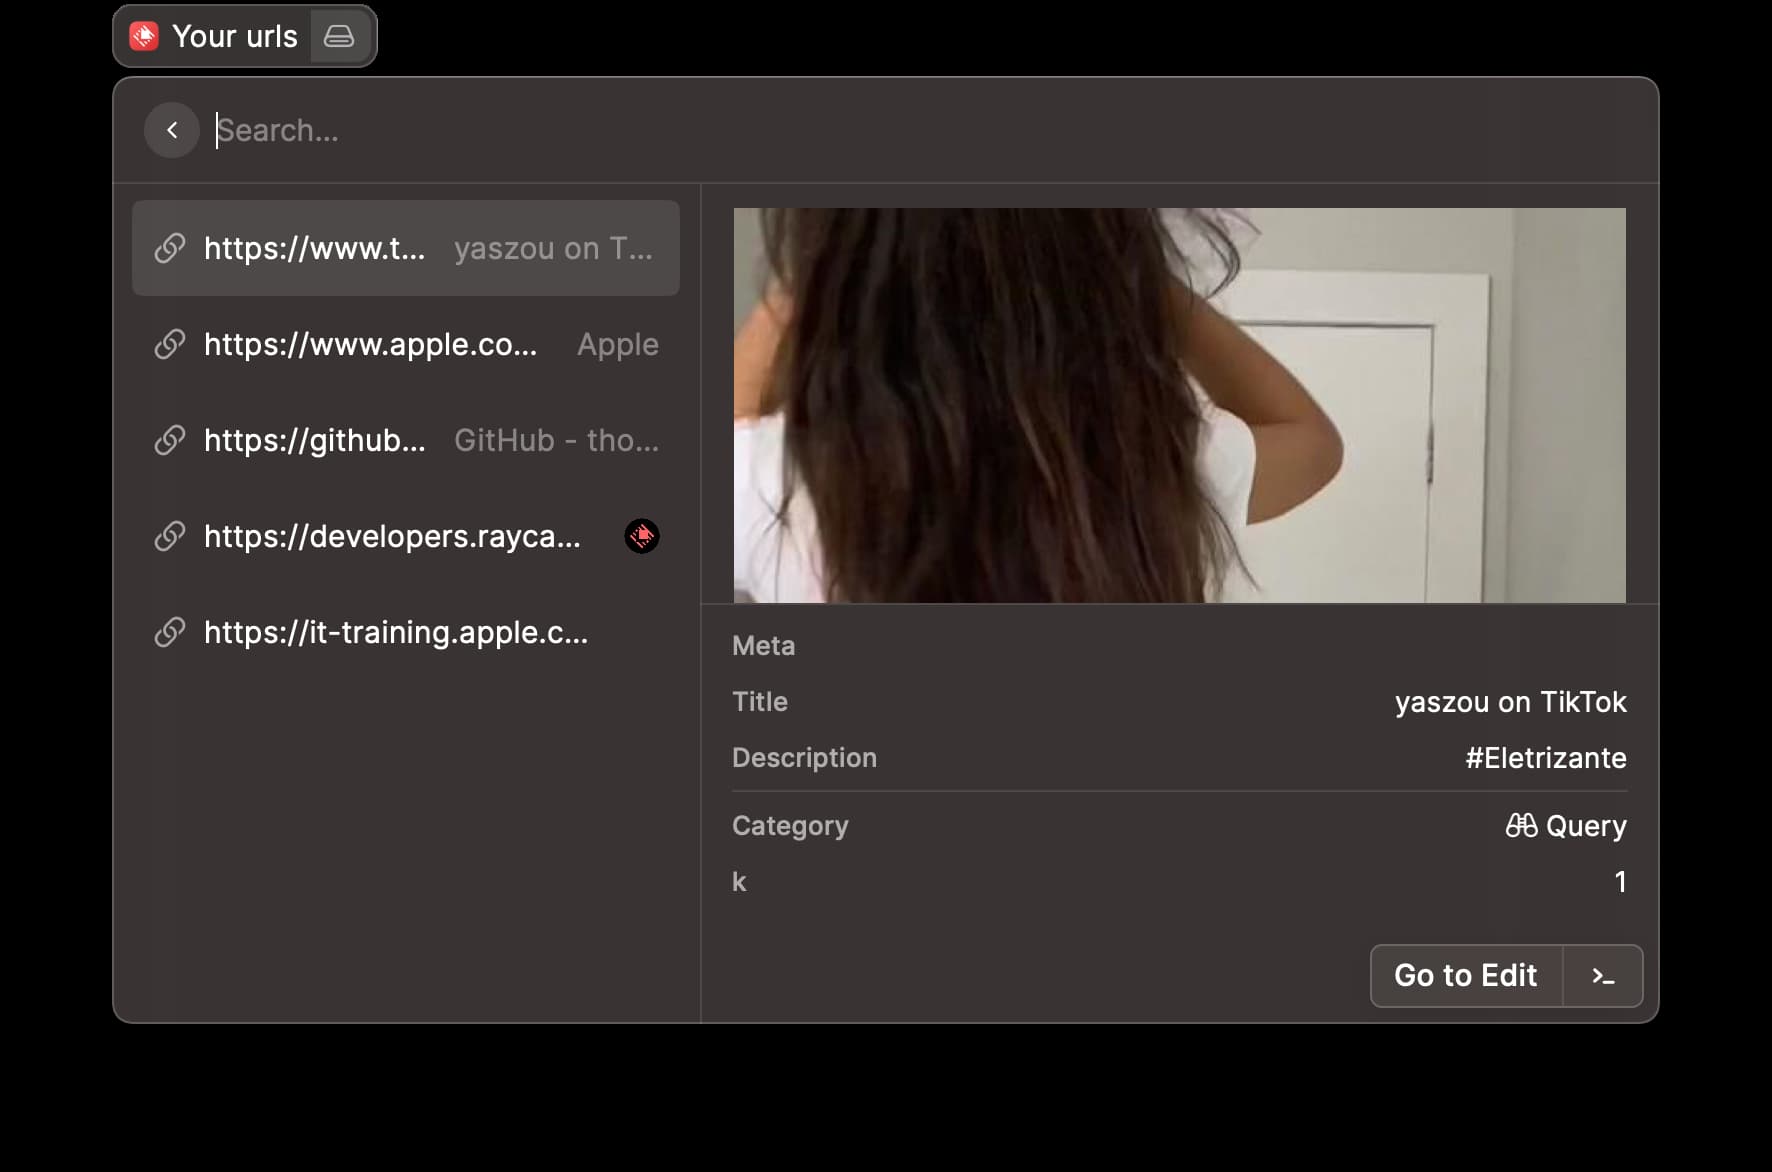 Your urls
Search...
https://www.t... yaszou on T...
https://www.apple.co... Apple
https://github... GitHub - tho...
https://developers.rayca...
https://it-training.apple.c...
Meta
Title yaszou on TikTok
Description #Eletrizante
Category Query
k 1
Go to Edit >_